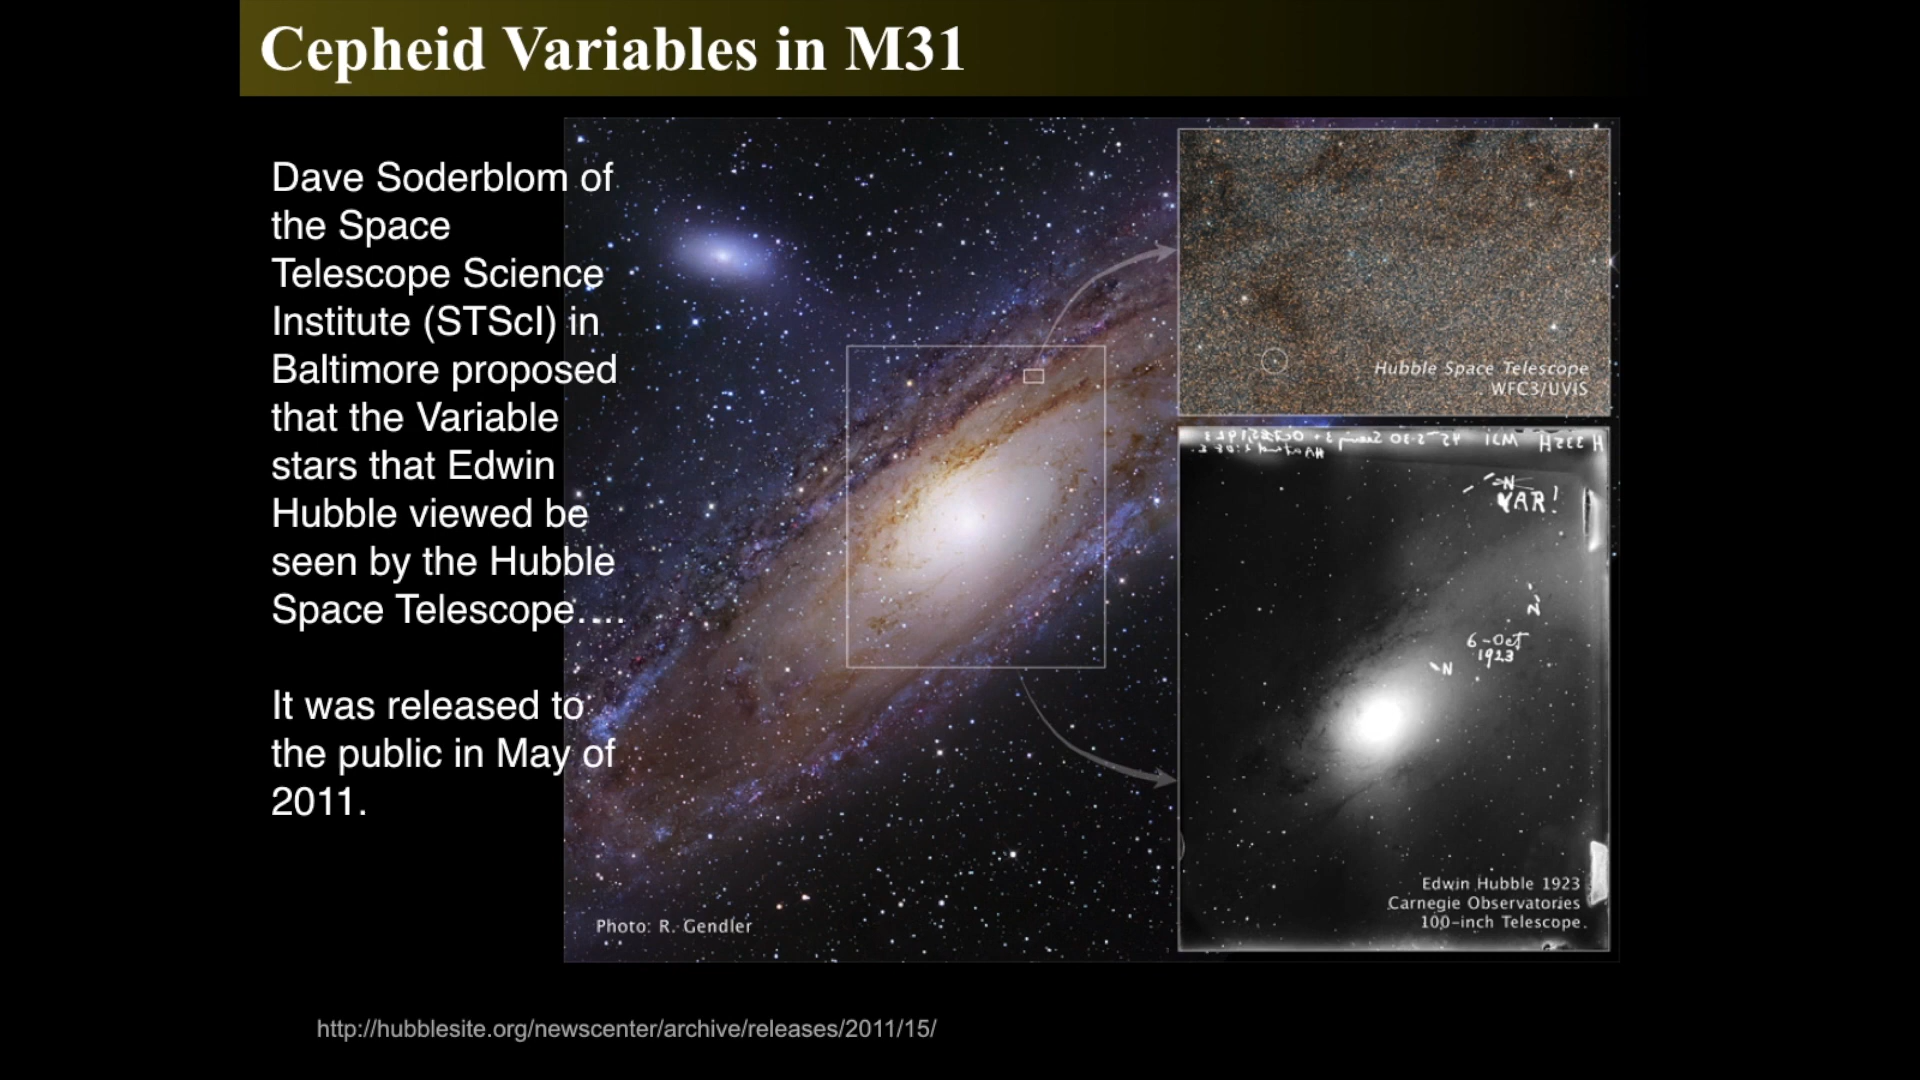 Cepheid Variables in M31
Dave Soderblom of
the Space
Telescope Science
Institute (STScI) in
Baltimore proposed
that the Variable
stars that Edwin
Hubble viewed be
seen by the Hubble
Space Telescope....
It was released to
the public in May of
2011.
Hubble Space Telescope
WFC3/UVIS
N
VAR!
N
6-Oct
1923
N
Edwin Hubble 1923
Carnegie Observatories
100-inch Telescope
Photo: R. Gendler
http://hubblesite.org/newscenter/archive/releases/2011/15/